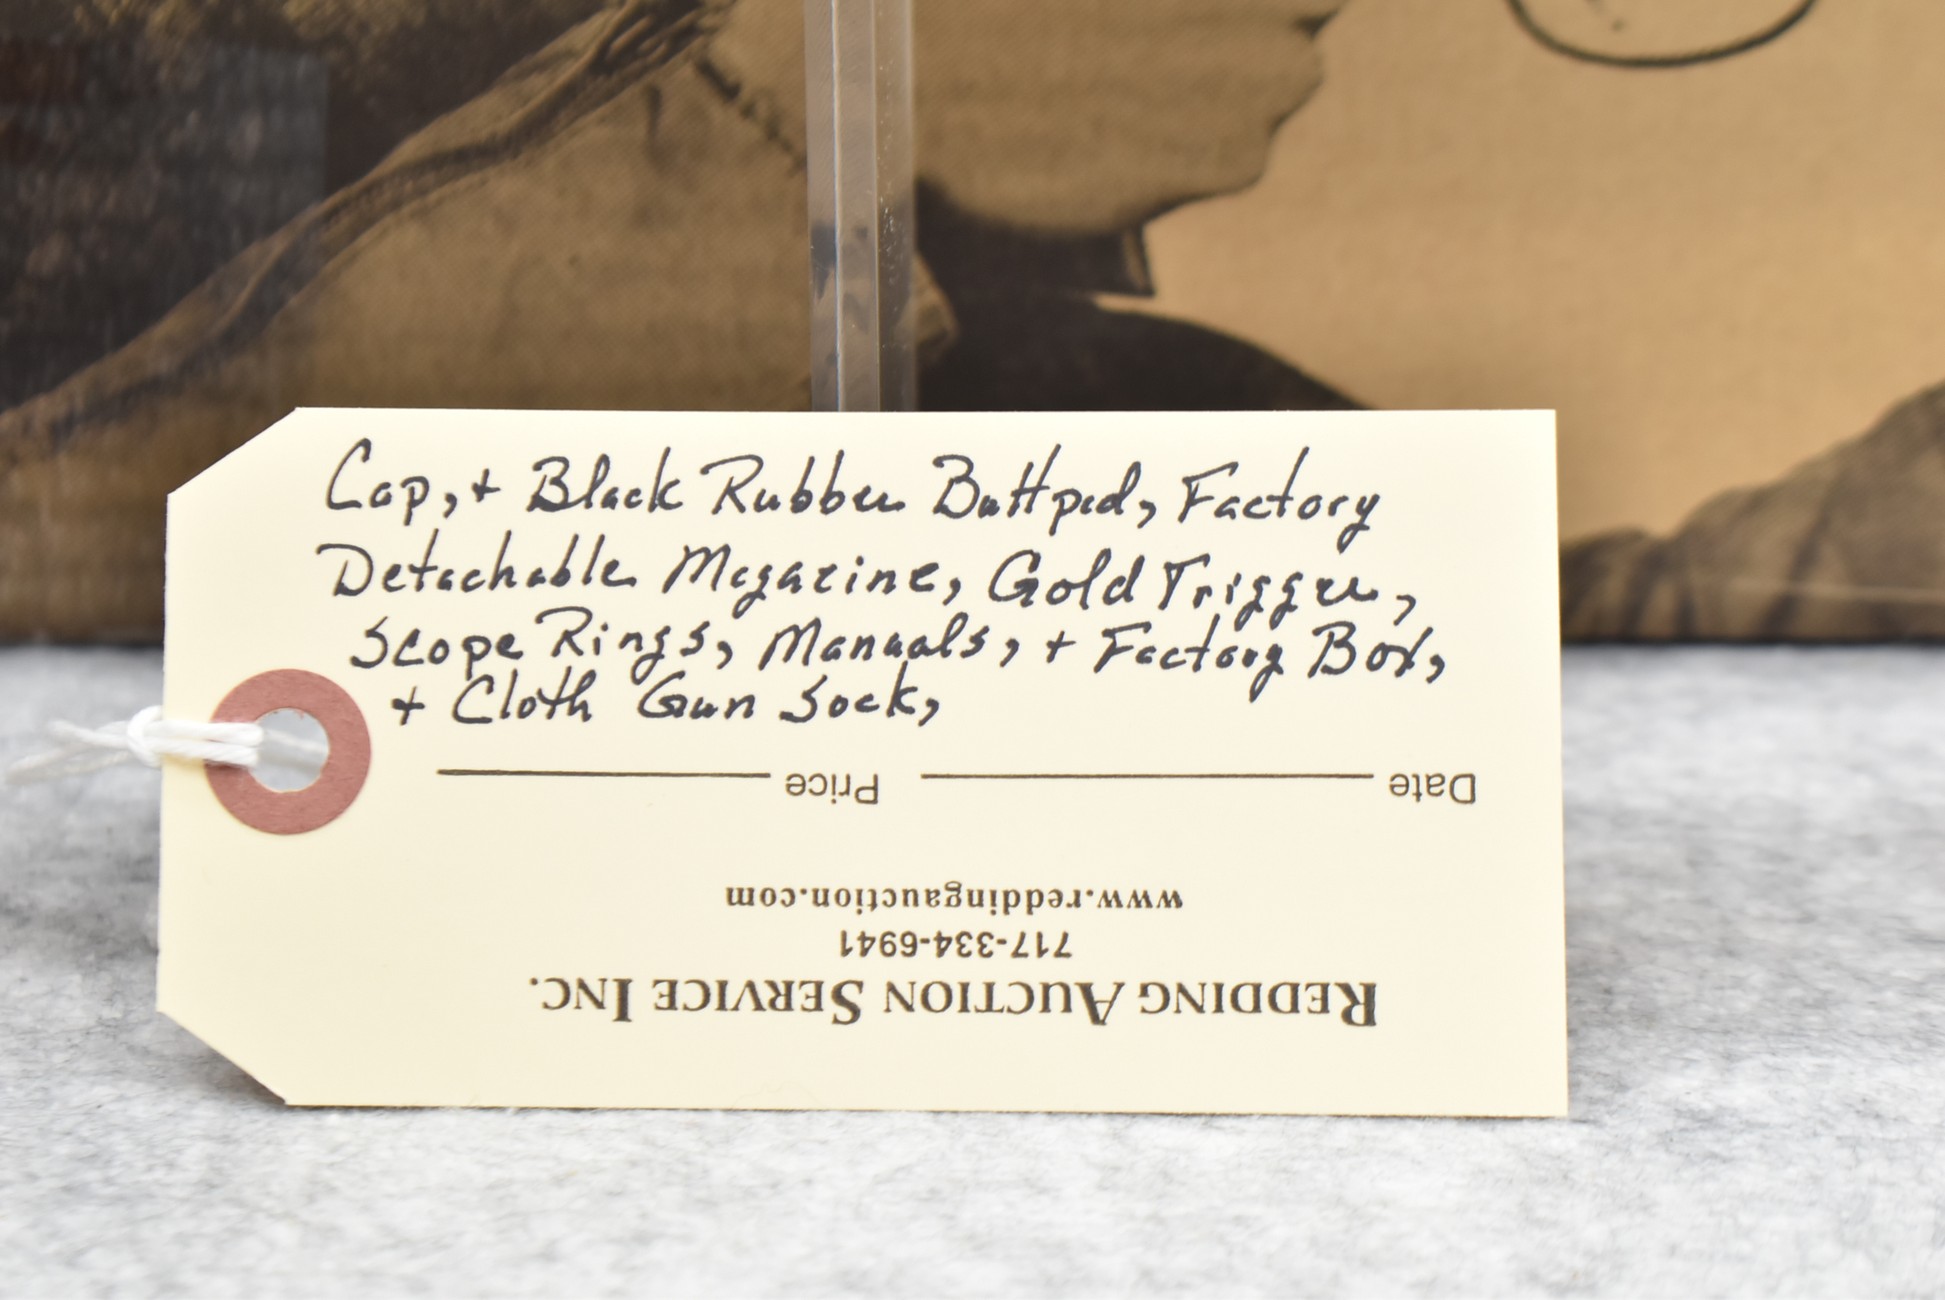 Cap, + Black Rubber Buttpad, Factory
Detachable Magazine, Gold Trigger,
Scope Rings, Manuals, + Factory Box,
+ Cloth Gun Sock,
Date Price
www.reddingauction.com
717-334-6941
REDDING AUCTION SERVICE INC.